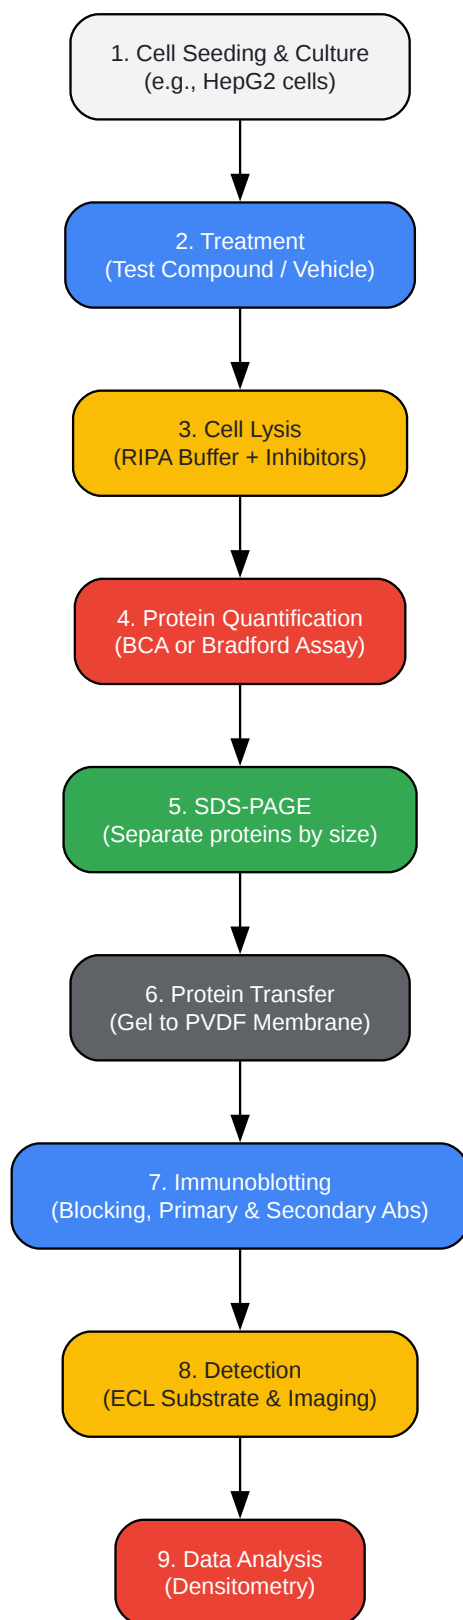 1. Cell Seeding & Culture
(e.g., HepG2 cells)
2. Treatment
(Test Compound / Vehicle)
3. Cell Lysis
(RIPA Buffer + Inhibitors)
4. Protein Quantification
(BCA or Bradford Assay)
5. SDS-PAGE
(Separate proteins by size)
6. Protein Transfer
(Gel to PVDF Membrane)
7. Immunoblotting
(Blocking, Primary & Secondary Abs)
8. Detection
(ECL Substrate & Imaging)
9. Data Analysis
(Densitometry)